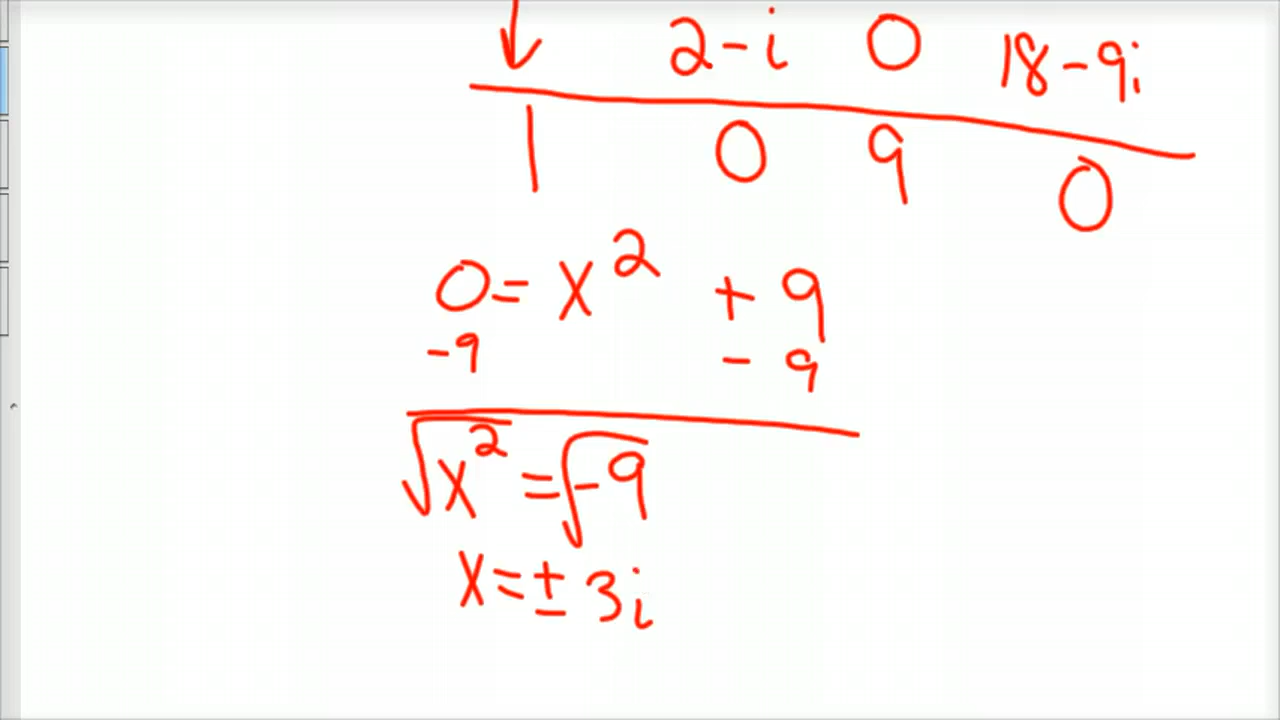 ↓ 2-i 0 18-9i
1 0 9 0
0 = x² + 9
-9 - 9
√x² = √-9
x = ± 3i